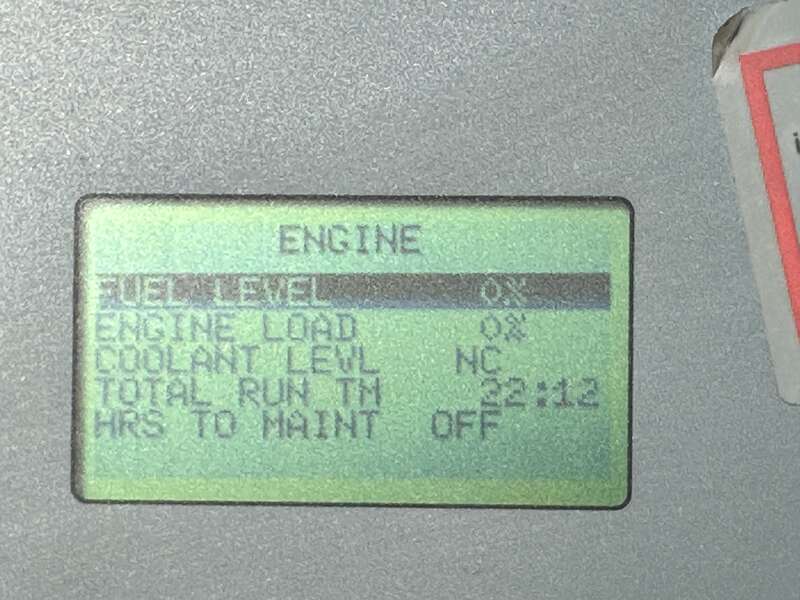 ENGINE
FUEL LEVEL 0%
ENGINE LOAD 0%
COOLANT LEVL NC
TOTAL RUN TM 22:12
HRS TO MAINT OFF